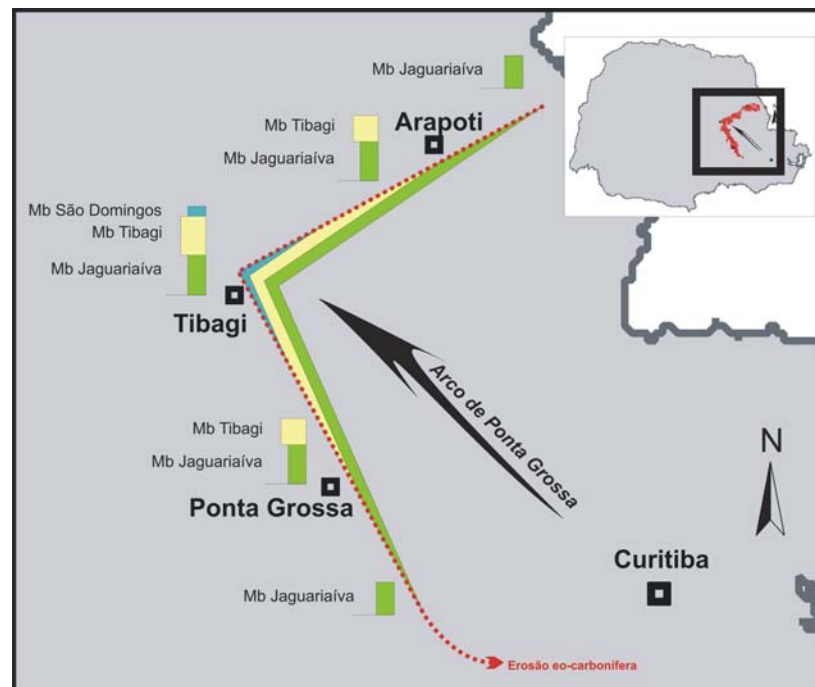 Mb Jaguariaíva
Mb Tibagi
Arapoti
Mb Jaguariaíva
Mb São Domingos
Mb Tibagi
Mb Jaguariaíva
Tibagi
Arco de Ponta Grossa
Mb Tibagi
Mb Jaguariaíva
Ponta Grossa
N
Curitiba
Mb Jaguariaíva
Erosão eo-carbonífera